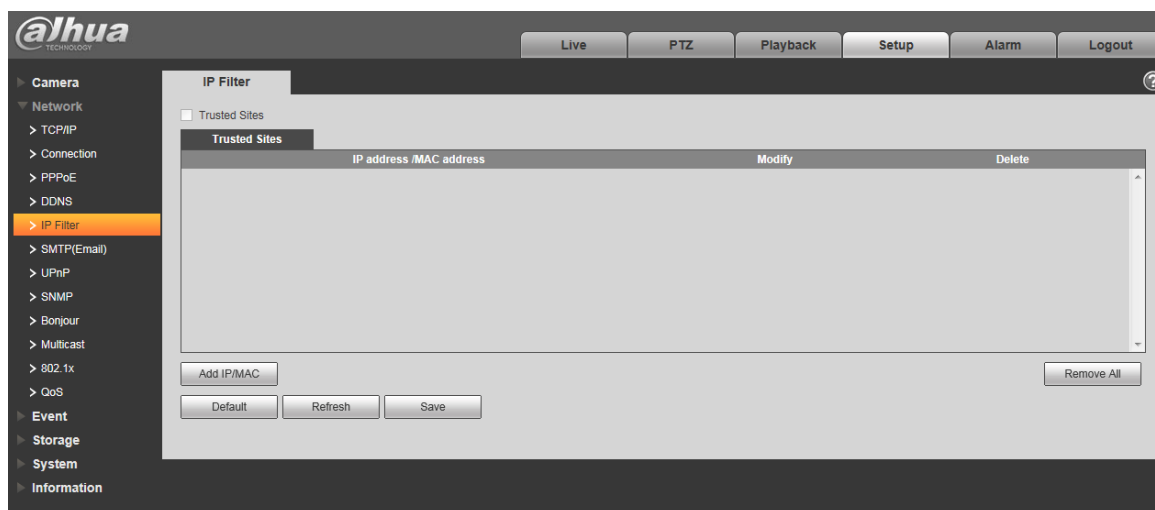 alhua
TECHNOLOGY
Live PTZ Playback Setup Alarm Logout
Camera
Network
> TCP/IP
> Connection
> PPPoE
> DDNS
> IP Filter
> SMTP(Email)
> UPnP
> SNMP
> Bonjour
> Multicast
> 802.1x
> QoS
Event
Storage
System
Information
IP Filter
?
Trusted Sites
Trusted Sites
IP address /MAC address Modify Delete
Add IP/MAC Remove All
Default Refresh Save